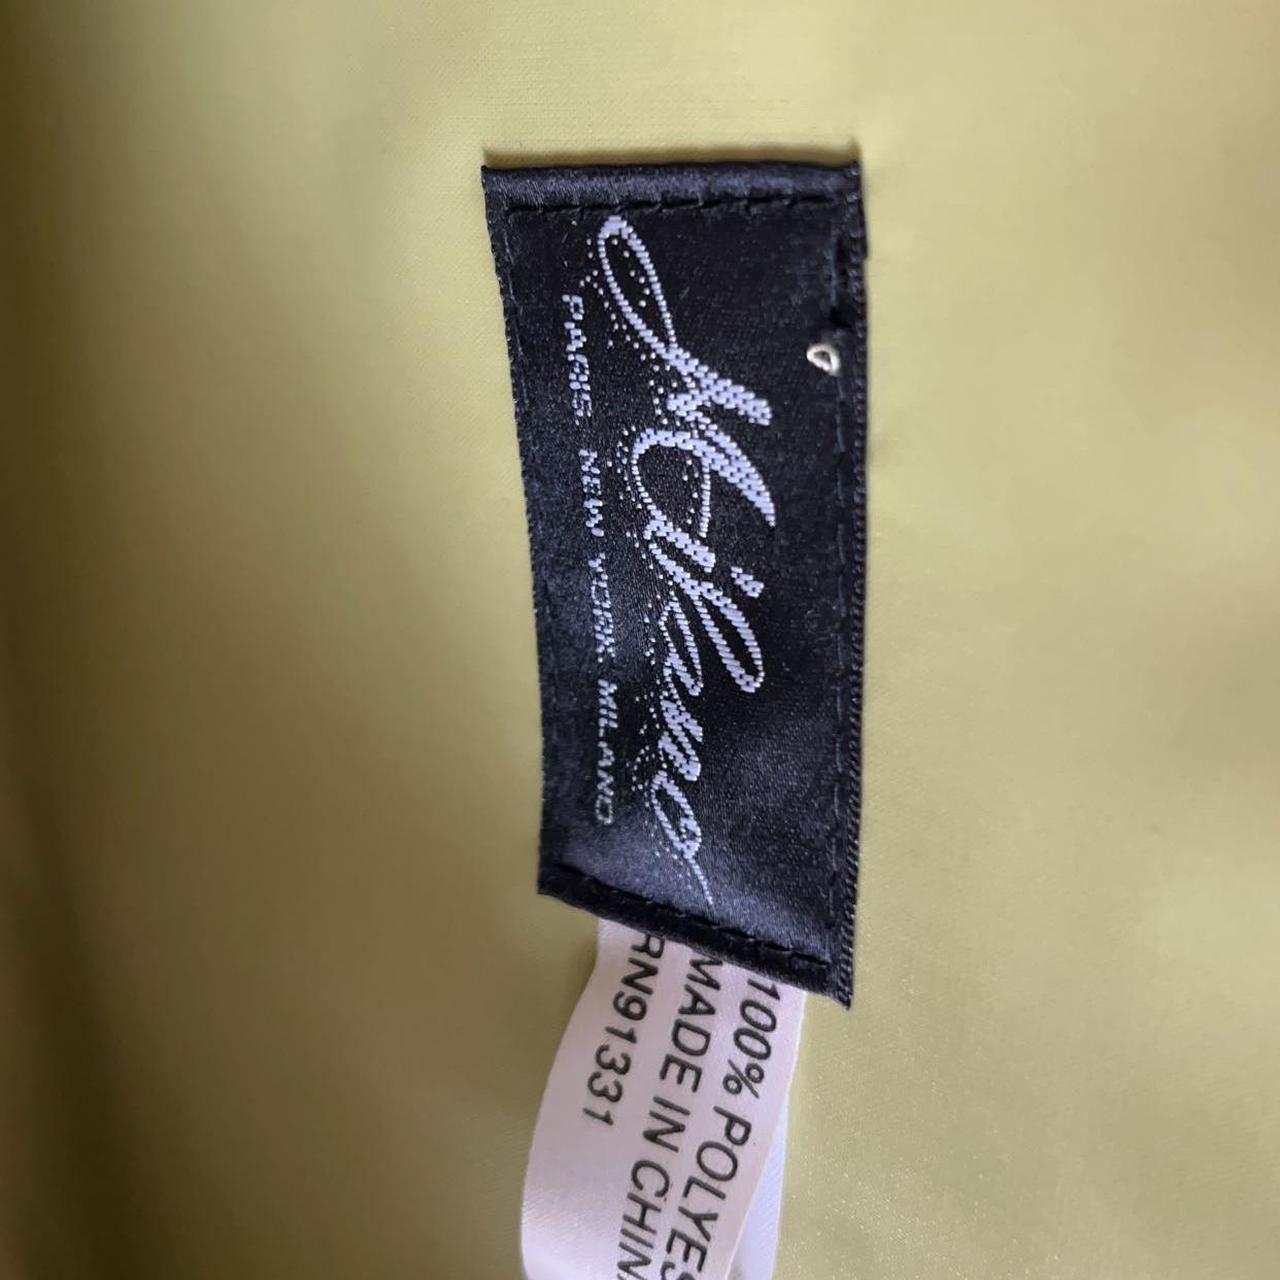 PARIS NEW YORK MILANO
100% POLYES
MADE IN CHIN
RN91331